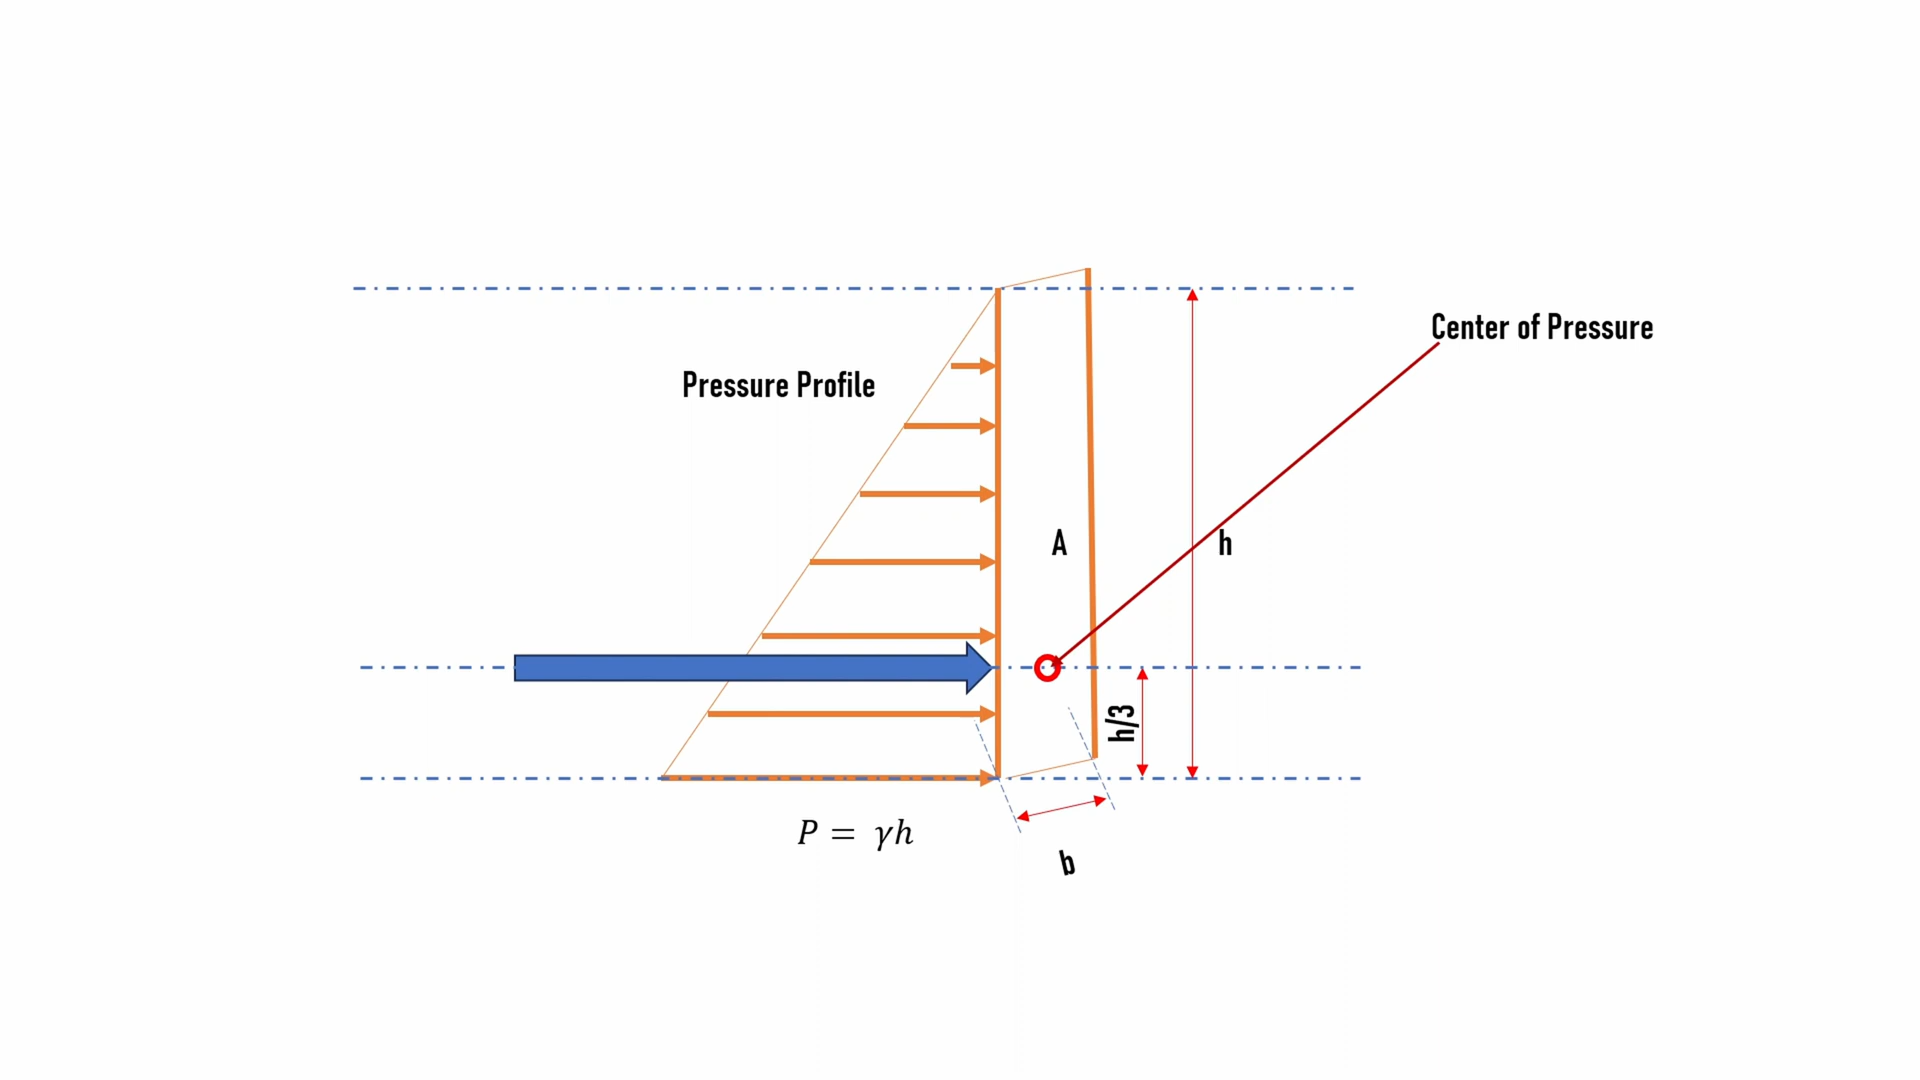 Center of Pressure
Pressure Profile
A
h
h/3
P = γh
b